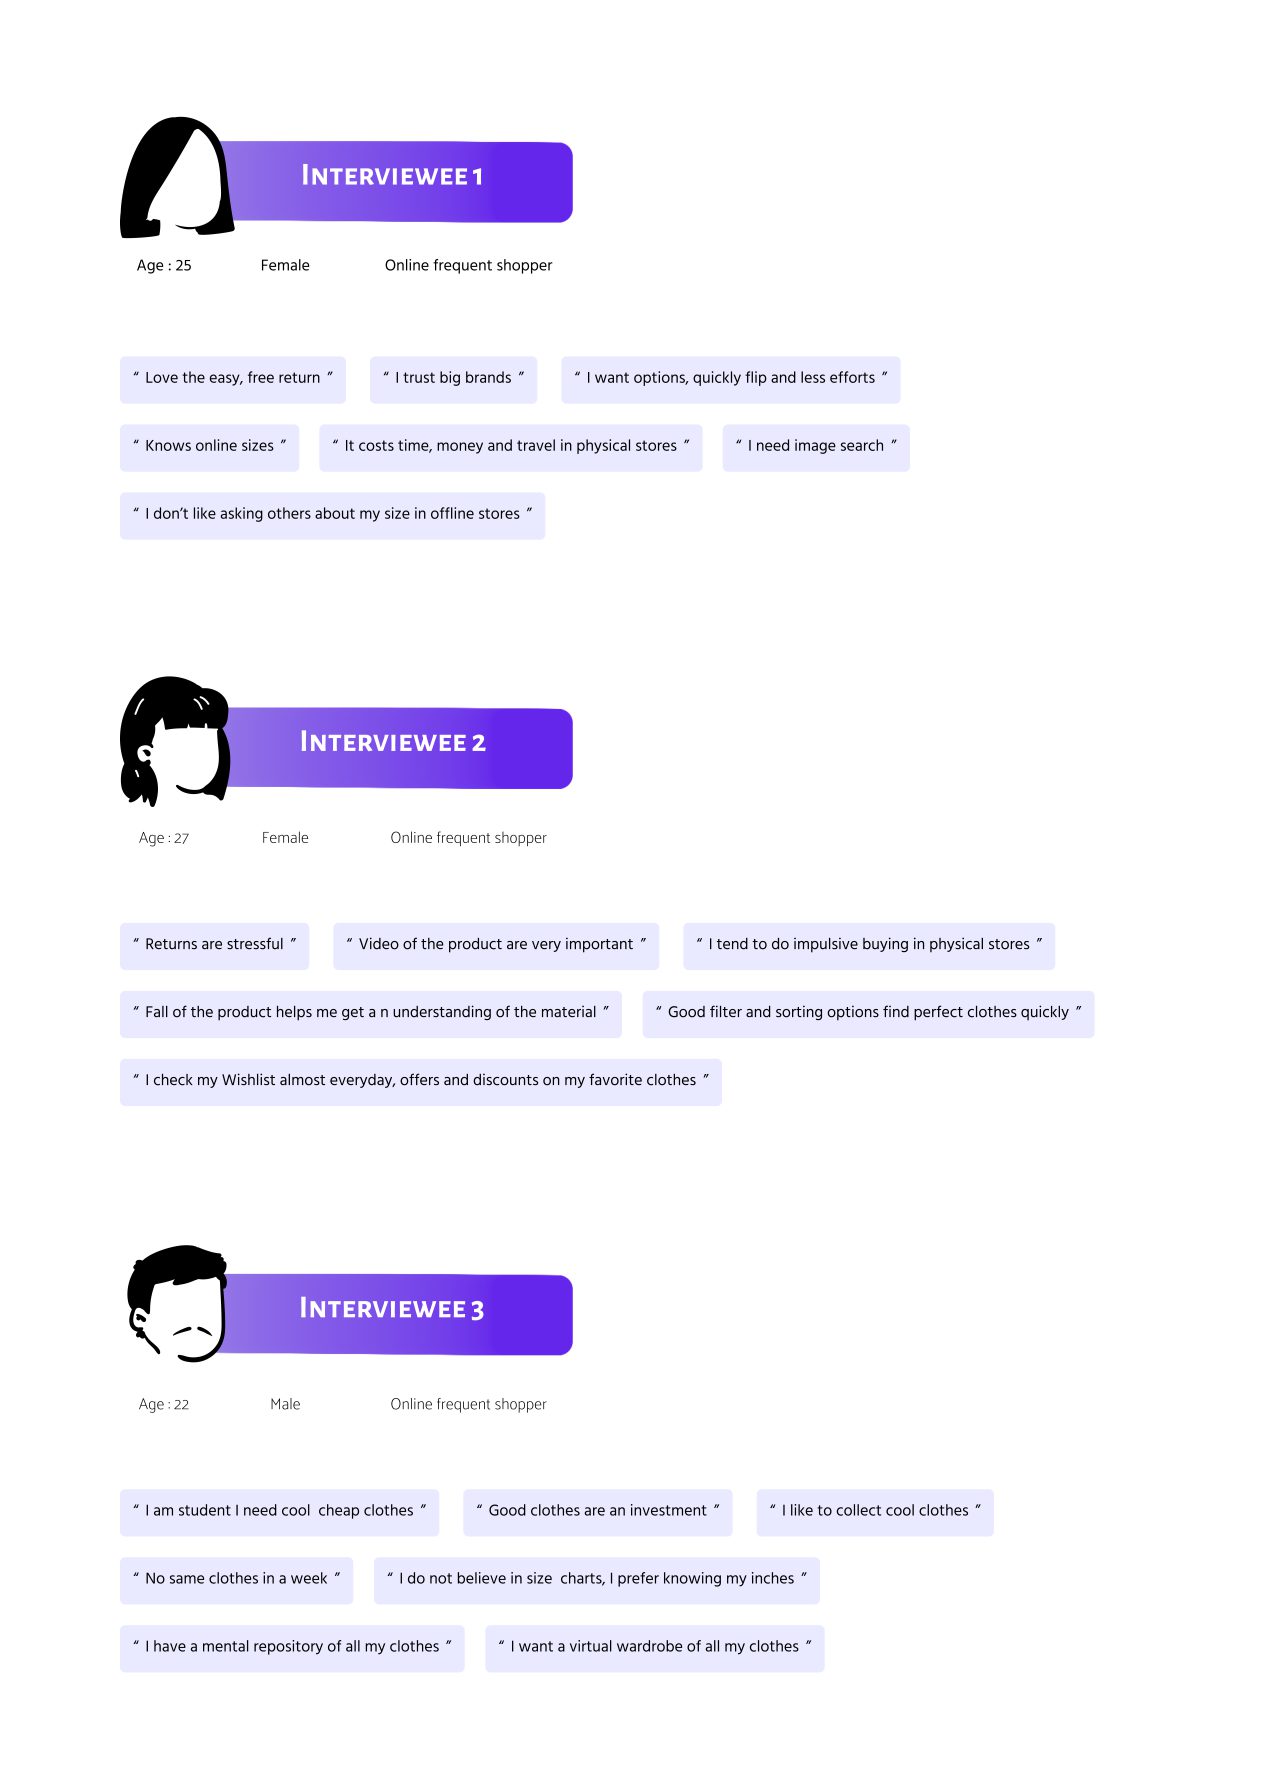 Interviewee 1
Age : 25 Female Online frequent shopper
“ Love the easy, free return ” “ I trust big brands ” “ I want options, quickly flip and less efforts ”
“ Knows online sizes ” “ It costs time, money and travel in physical stores ” “ I need image search ”
“ I don’t like asking others about my size in offline stores ”
Interviewee 2
Age : 27 Female Online frequent shopper
“ Returns are stressful ” “ Video of the product are very important ” “ I tend to do impulsive buying in physical stores ”
“ Fall of the product helps me get a n understanding of the material ” “ Good filter and sorting options find perfect clothes quickly ”
“ I check my Wishlist almost everyday, offers and discounts on my favorite clothes ”
Interviewee 3
Age : 22 Male Online frequent shopper
“ I am student I need cool  cheap clothes ” “ Good clothes are an investment ” “ I like to collect cool clothes ”
“ No same clothes in a week ” “ I do not believe in size  charts, I prefer knowing my inches ”
“ I have a mental repository of all my clothes ” “ I want a virtual wardrobe of all my clothes ”